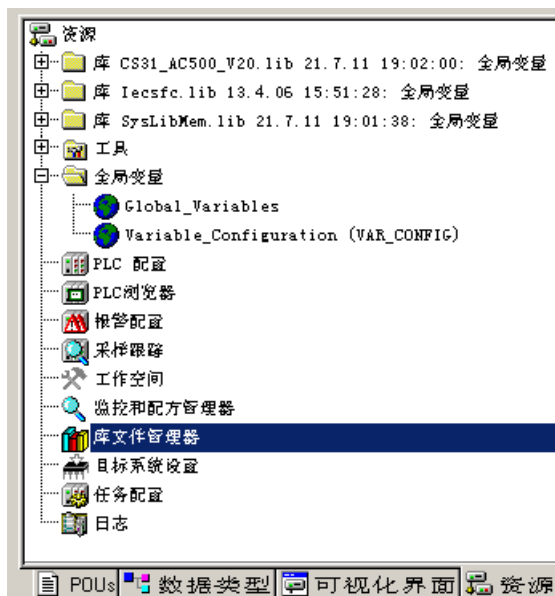 资源
库 CS31_AC500_V20.lib 21.7.11 19:02:00: 全局变量
库 Iecsfc.lib 13.4.06 15:51:28: 全局变量
库 SysLibMem.lib 21.7.11 19:01:38: 全局变量
工具
全局变量
Global_Variables
Variable_Configuration (VAR_CONFIG)
PLC 配置
PLC浏览器
报警配置
采样跟踪
工作空间
监控和配方管理器
库文件管理器
目标系统设置
任务配置
日志
POUs 数据类型 可视化界面 资源